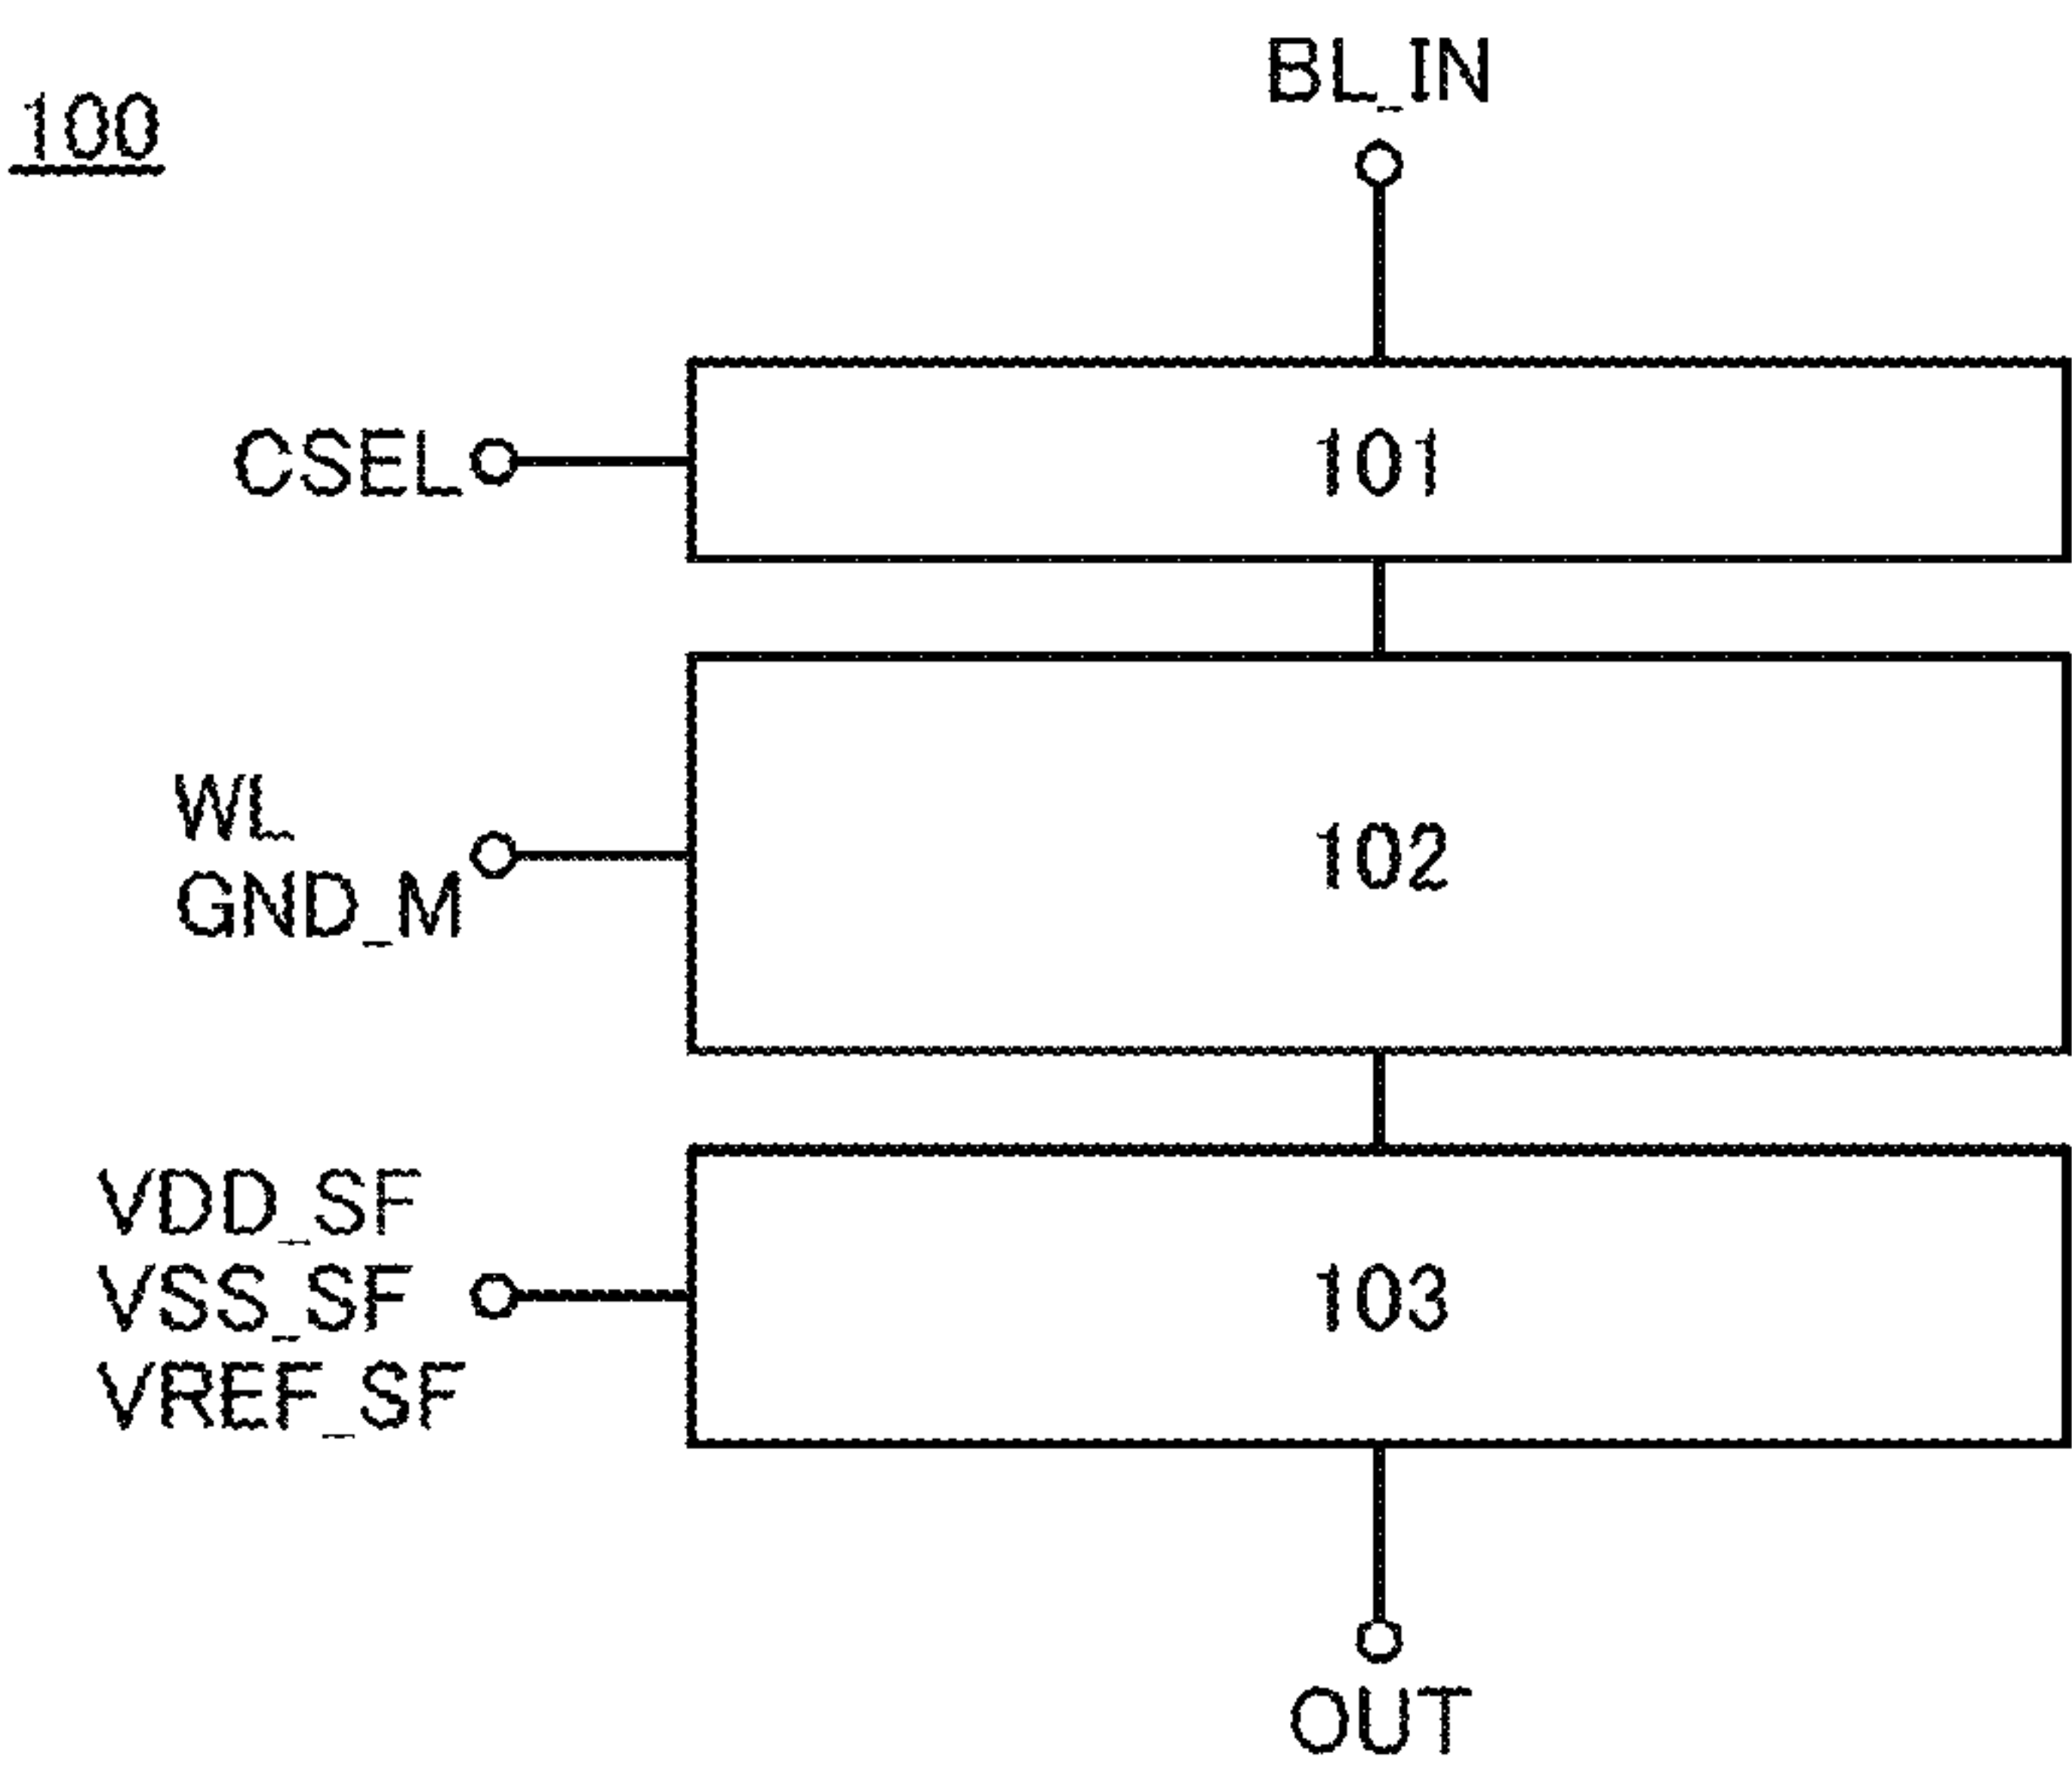 100
BL_IN
CSEL
101
WL
GND_M
102
VDD_SF
VSS_SF
VREF_SF
103
OUT